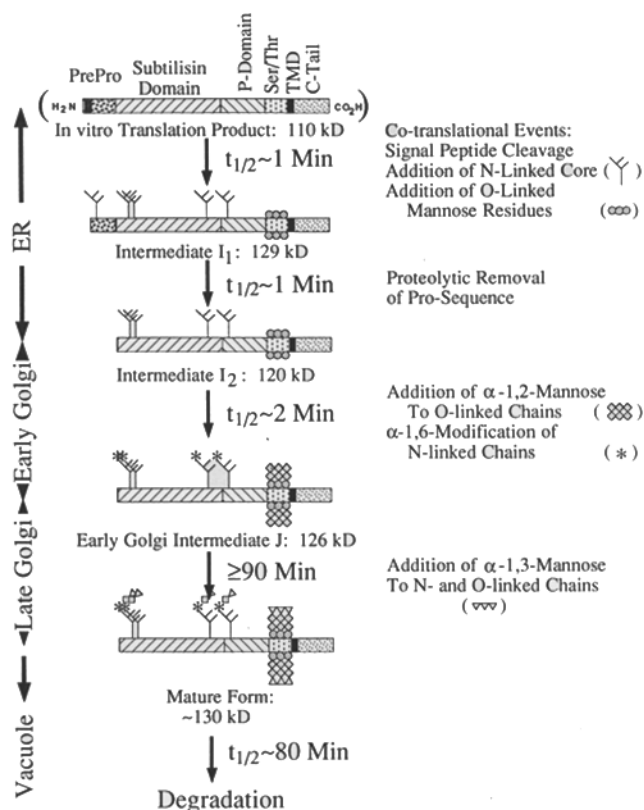 PrePro
Subtilisin
Domain
P-Domain
Ser/Thr
TMD
C-Tail
( H₂N CO₂H )
In vitro Translation Product: 110 kD
t1/2~1 Min
Co-translational Events:
Signal Peptide Cleavage
Addition of N-Linked Core ( )
Addition of O-Linked
Mannose Residues ( )
Intermediate I1: 129 kD
t1/2~1 Min
Proteolytic Removal
of Pro-Sequence
Intermediate I2: 120 kD
t1/2~2 Min
Addition of α-1,2-Mannose
To O-linked Chains ( )
α-1,6-Modification of
N-linked Chains ( * )
Early Golgi Intermediate J: 126 kD
≥90 Min
Addition of α-1,3-Mannose
To N- and O-linked Chains
( )
Mature Form:
~130 kD
t1/2~80 Min
Degradation
ER
Early Golgi
Late Golgi
Vacuole